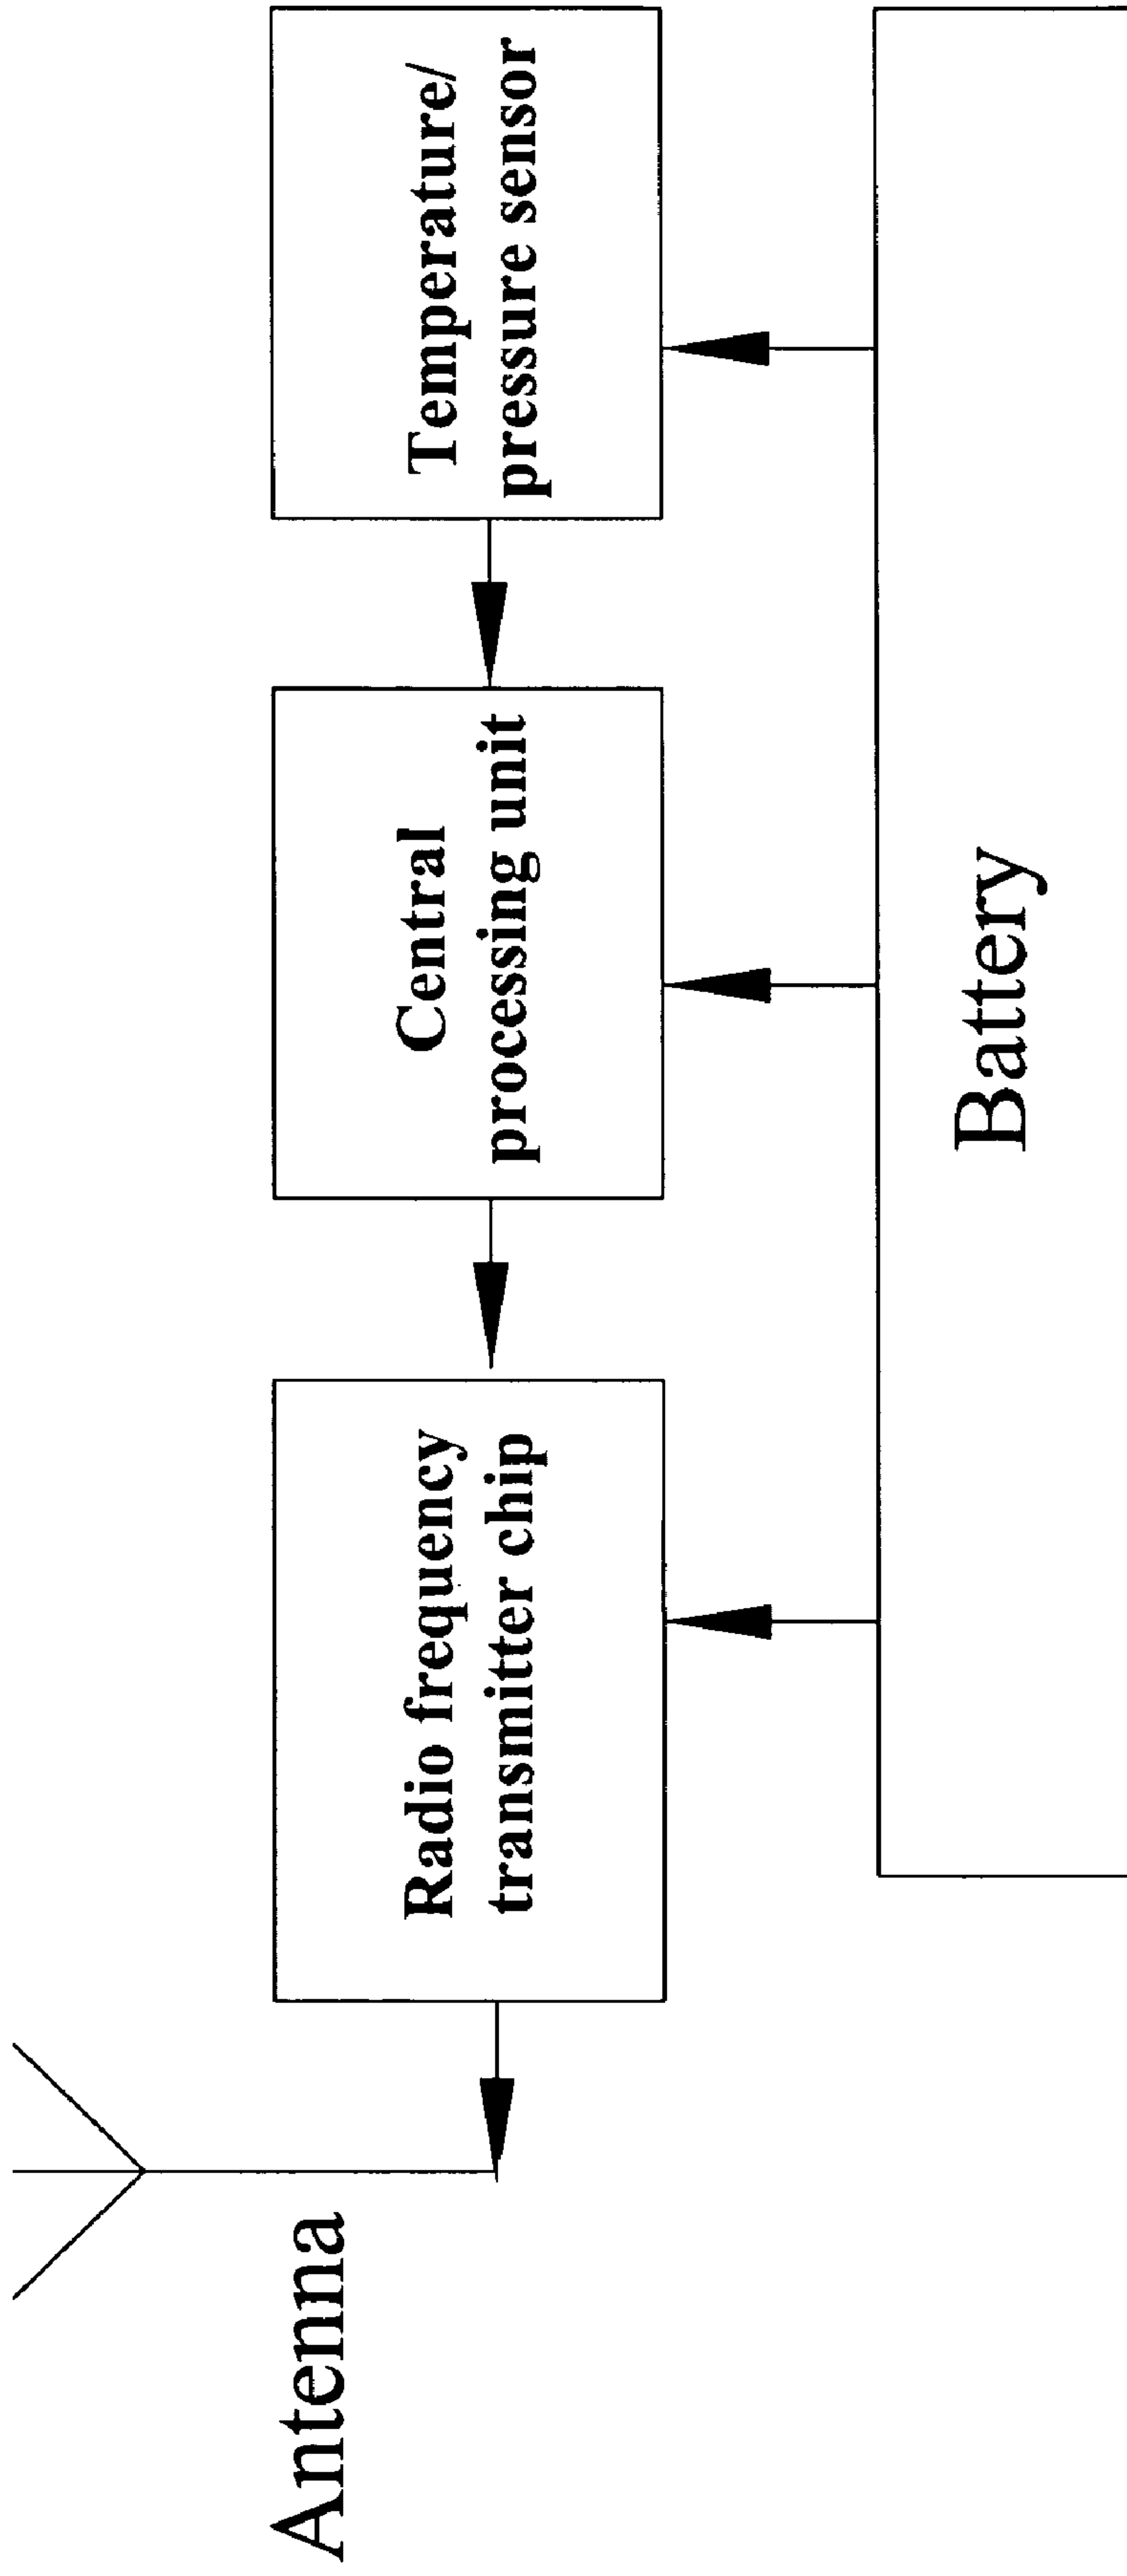 Antenna
Radio frequency
transmitter chip
Central
processing unit
Temperature/
pressure sensor
Battery